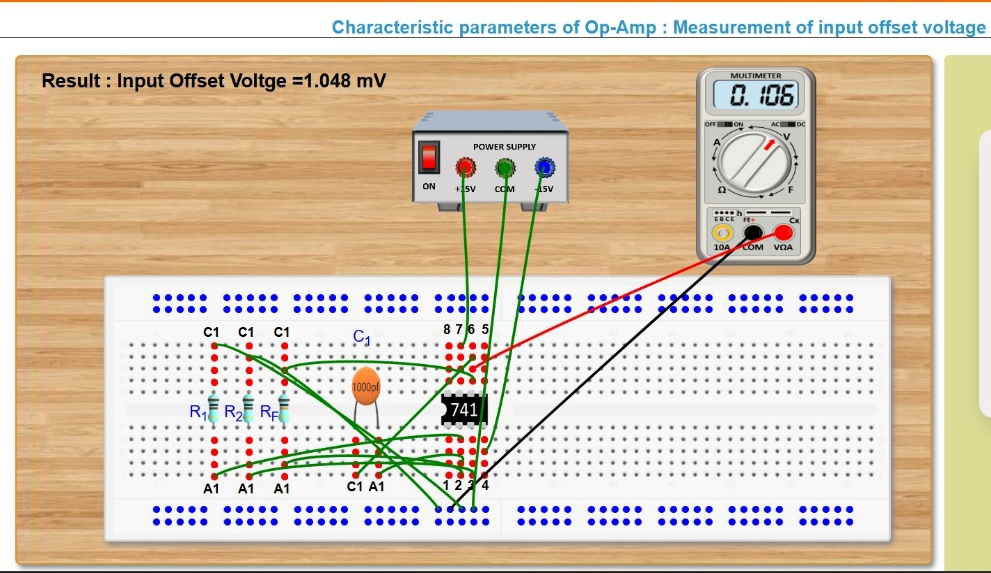 Characteristic parameters of Op-Amp : Measurement of input offset voltage
Result : Input Offset Voltge =1.048 mV
MULTIMETER
0.106
OFF ON AC DC
A V
Ω F
POWER SUPPLY
ON +15V COM -15V
h
E B C E FE+ Cx
10A COM VΩA
C1 C1 C1 C1 8 7 6 5
1000pf
R1 R2 RF 741
A1 A1 A1 C1 A1 1 2 3 4